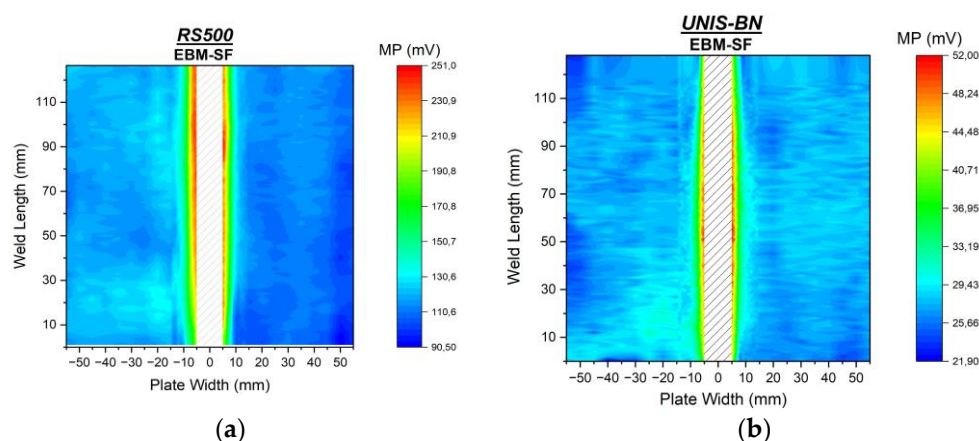 RS500
EBM-SF
MP (mV)
251,0
230,9
210,9
190,8
170,8
150,7
130,6
110,6
90,50
110
90
70
50
30
10
Weld Length (mm)
−50 −40 −30 −20 −10 0 10 20 30 40 50
Plate Width (mm)
(a)
UNIS-BN
EBM-SF
MP (mV)
52,00
48,24
44,48
40,71
36,95
33,19
29,43
25,66
21,90
110
90
70
50
30
10
Weld Length (mm)
−50 −40 −30 −20 −10 0 10 20 30 40 50
Plate Width (mm)
(b)